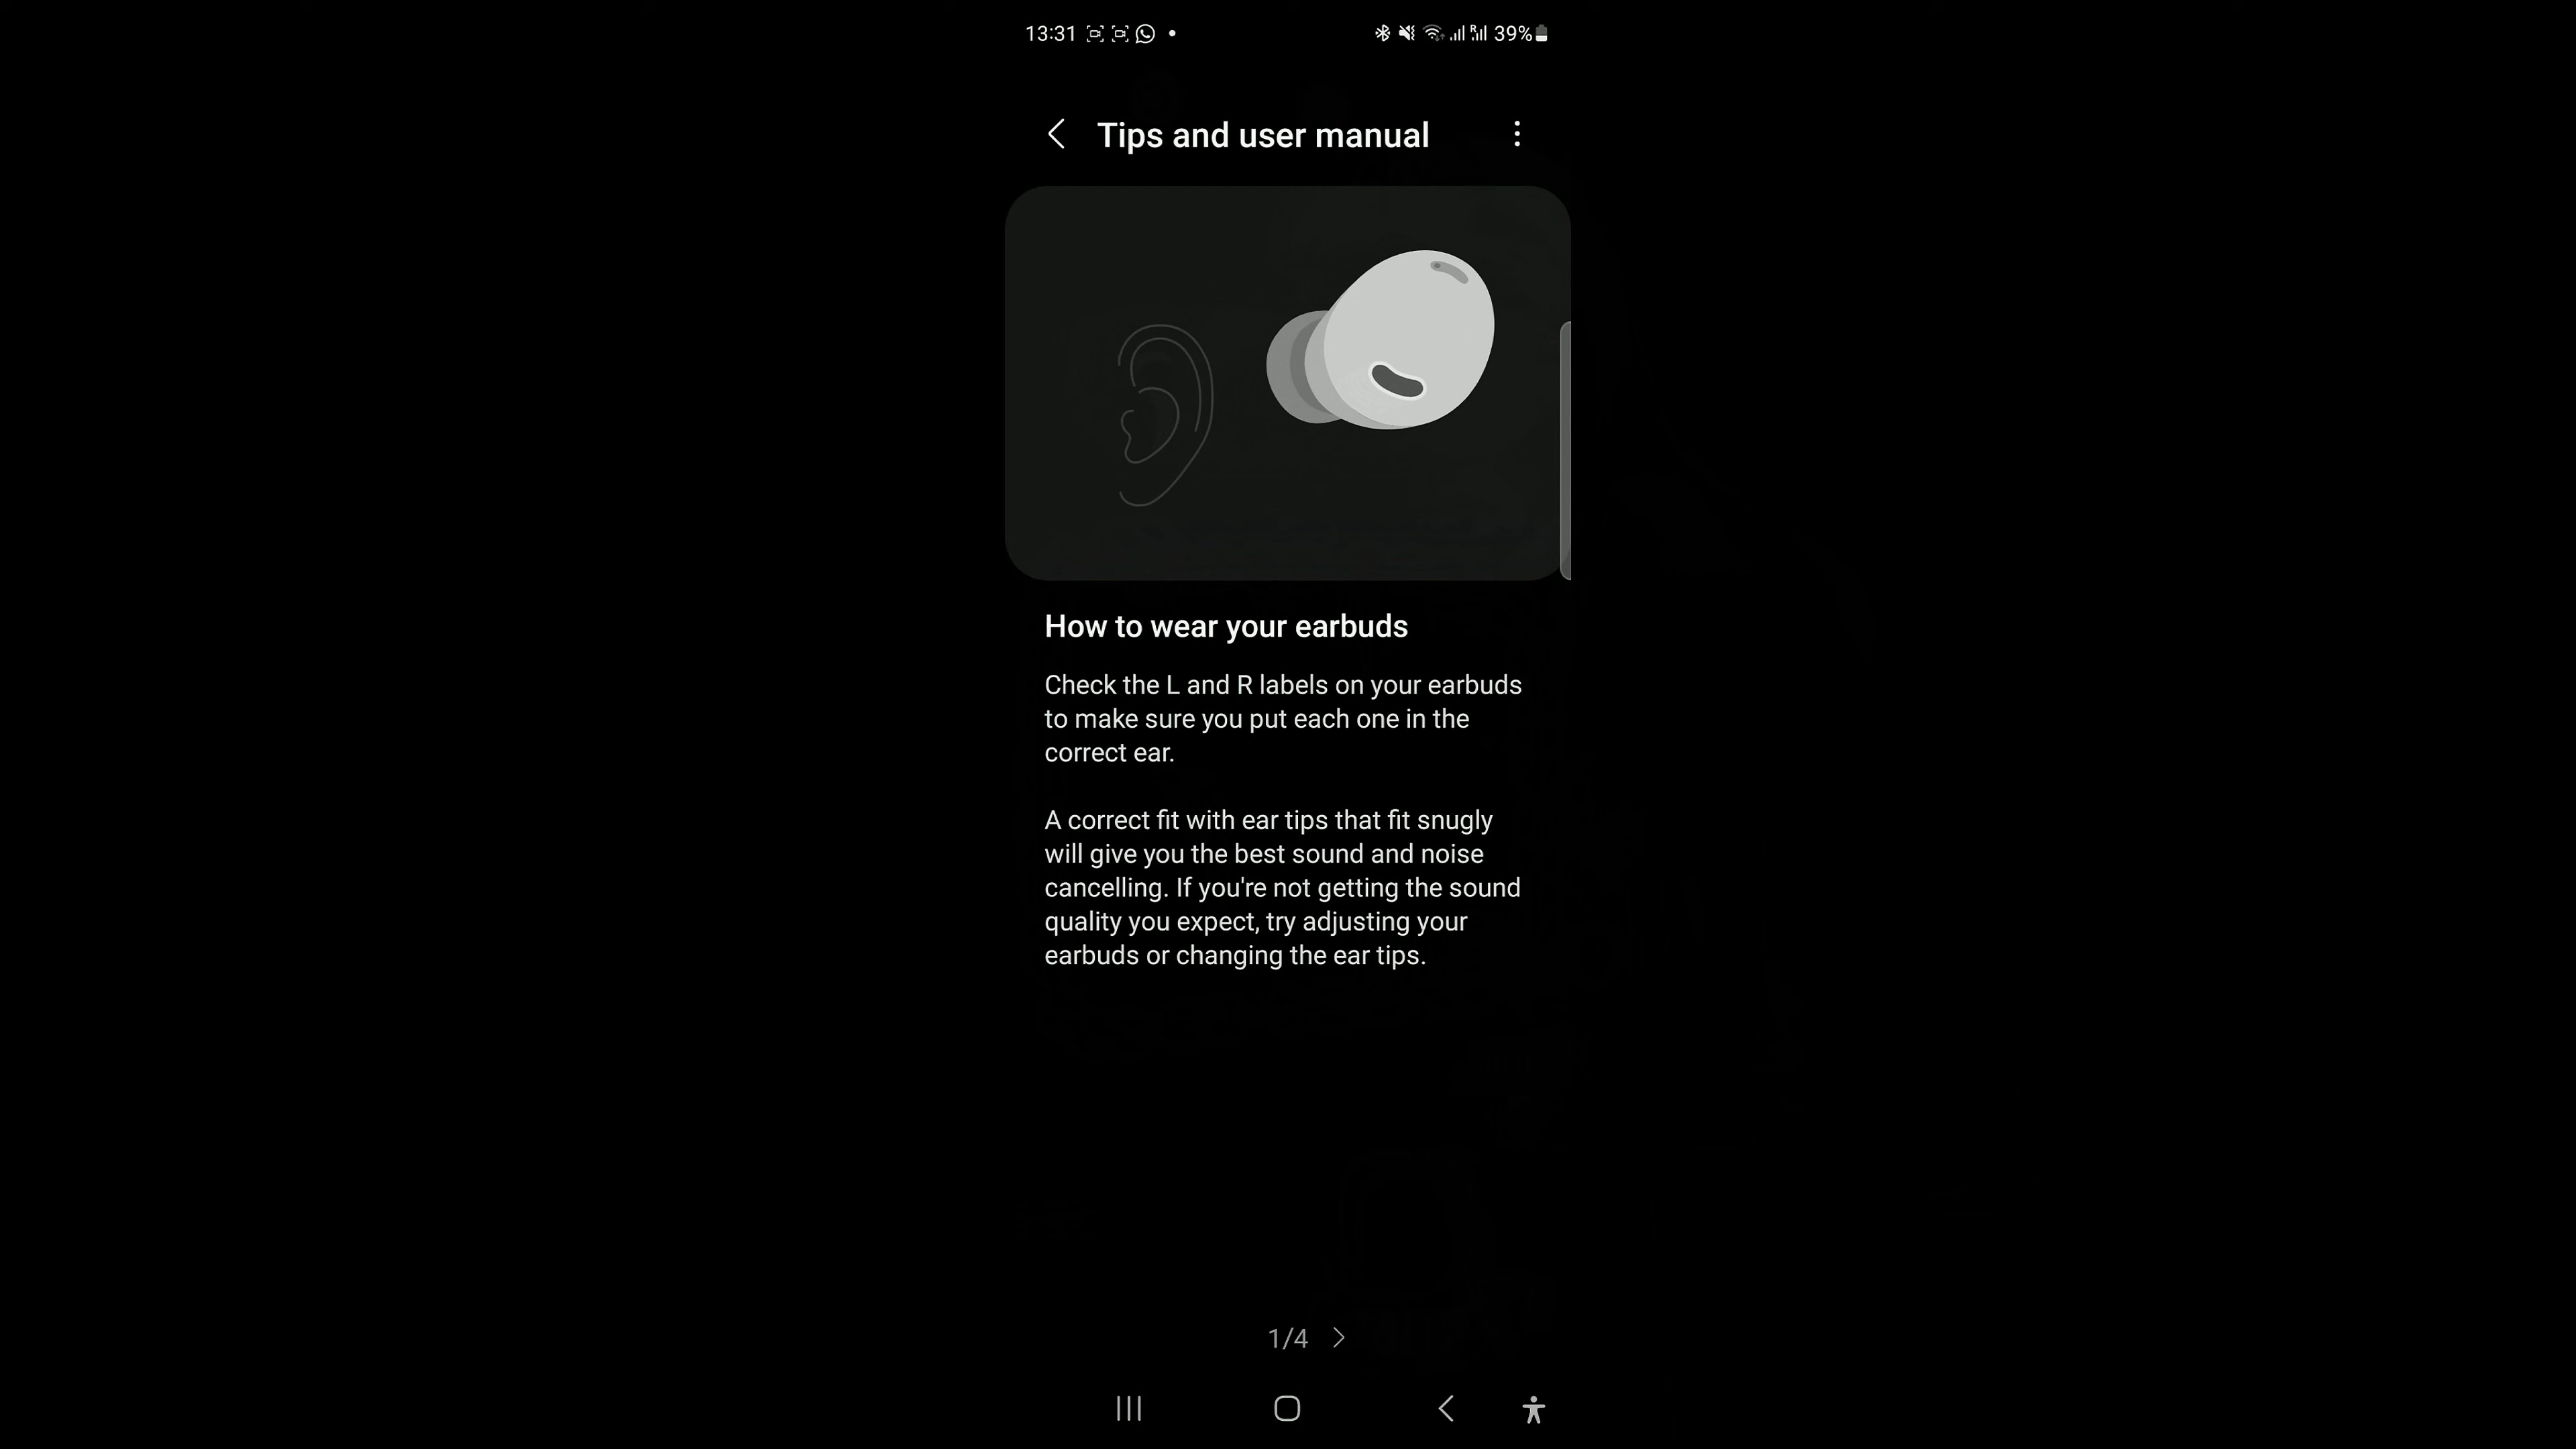 13:31
39%
Tips and user manual
How to wear your earbuds
Check the L and R labels on your earbuds
to make sure you put each one in the
correct ear.
A correct fit with ear tips that fit snugly
will give you the best sound and noise
cancelling. If you're not getting the sound
quality you expect, try adjusting your
earbuds or changing the ear tips.
1/4